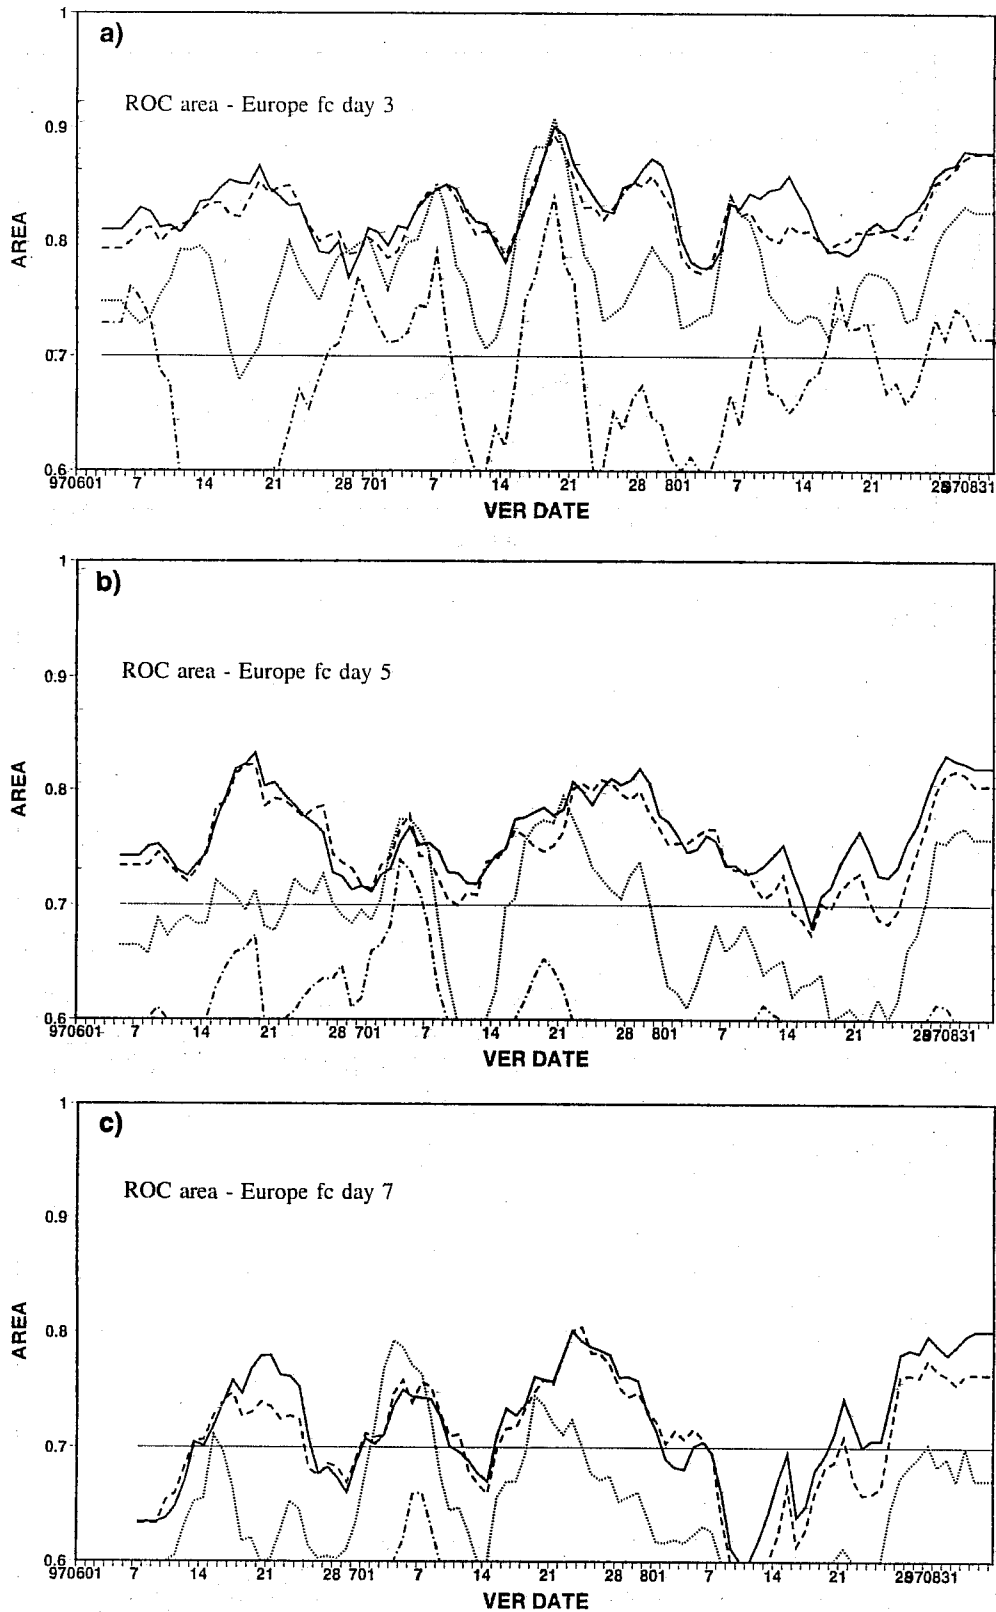 a)
ROC area - Europe fc day 3
AREA
1
0.9
0.8
0.7
0.6
970601 7 14 21 28 701 7 14 21 28 801 7 14 21 28 970831
VER DATE
b)
ROC area - Europe fc day 5
AREA
1
0.9
0.8
0.7
0.6
970601 7 14 21 28 701 7 14 21 28 801 7 14 21 28 970831
VER DATE
c)
ROC area - Europe fc day 7
AREA
1
0.9
0.8
0.7
0.6
970601 7 14 21 28 701 7 14 21 28 801 7 14 21 28 970831
VER DATE